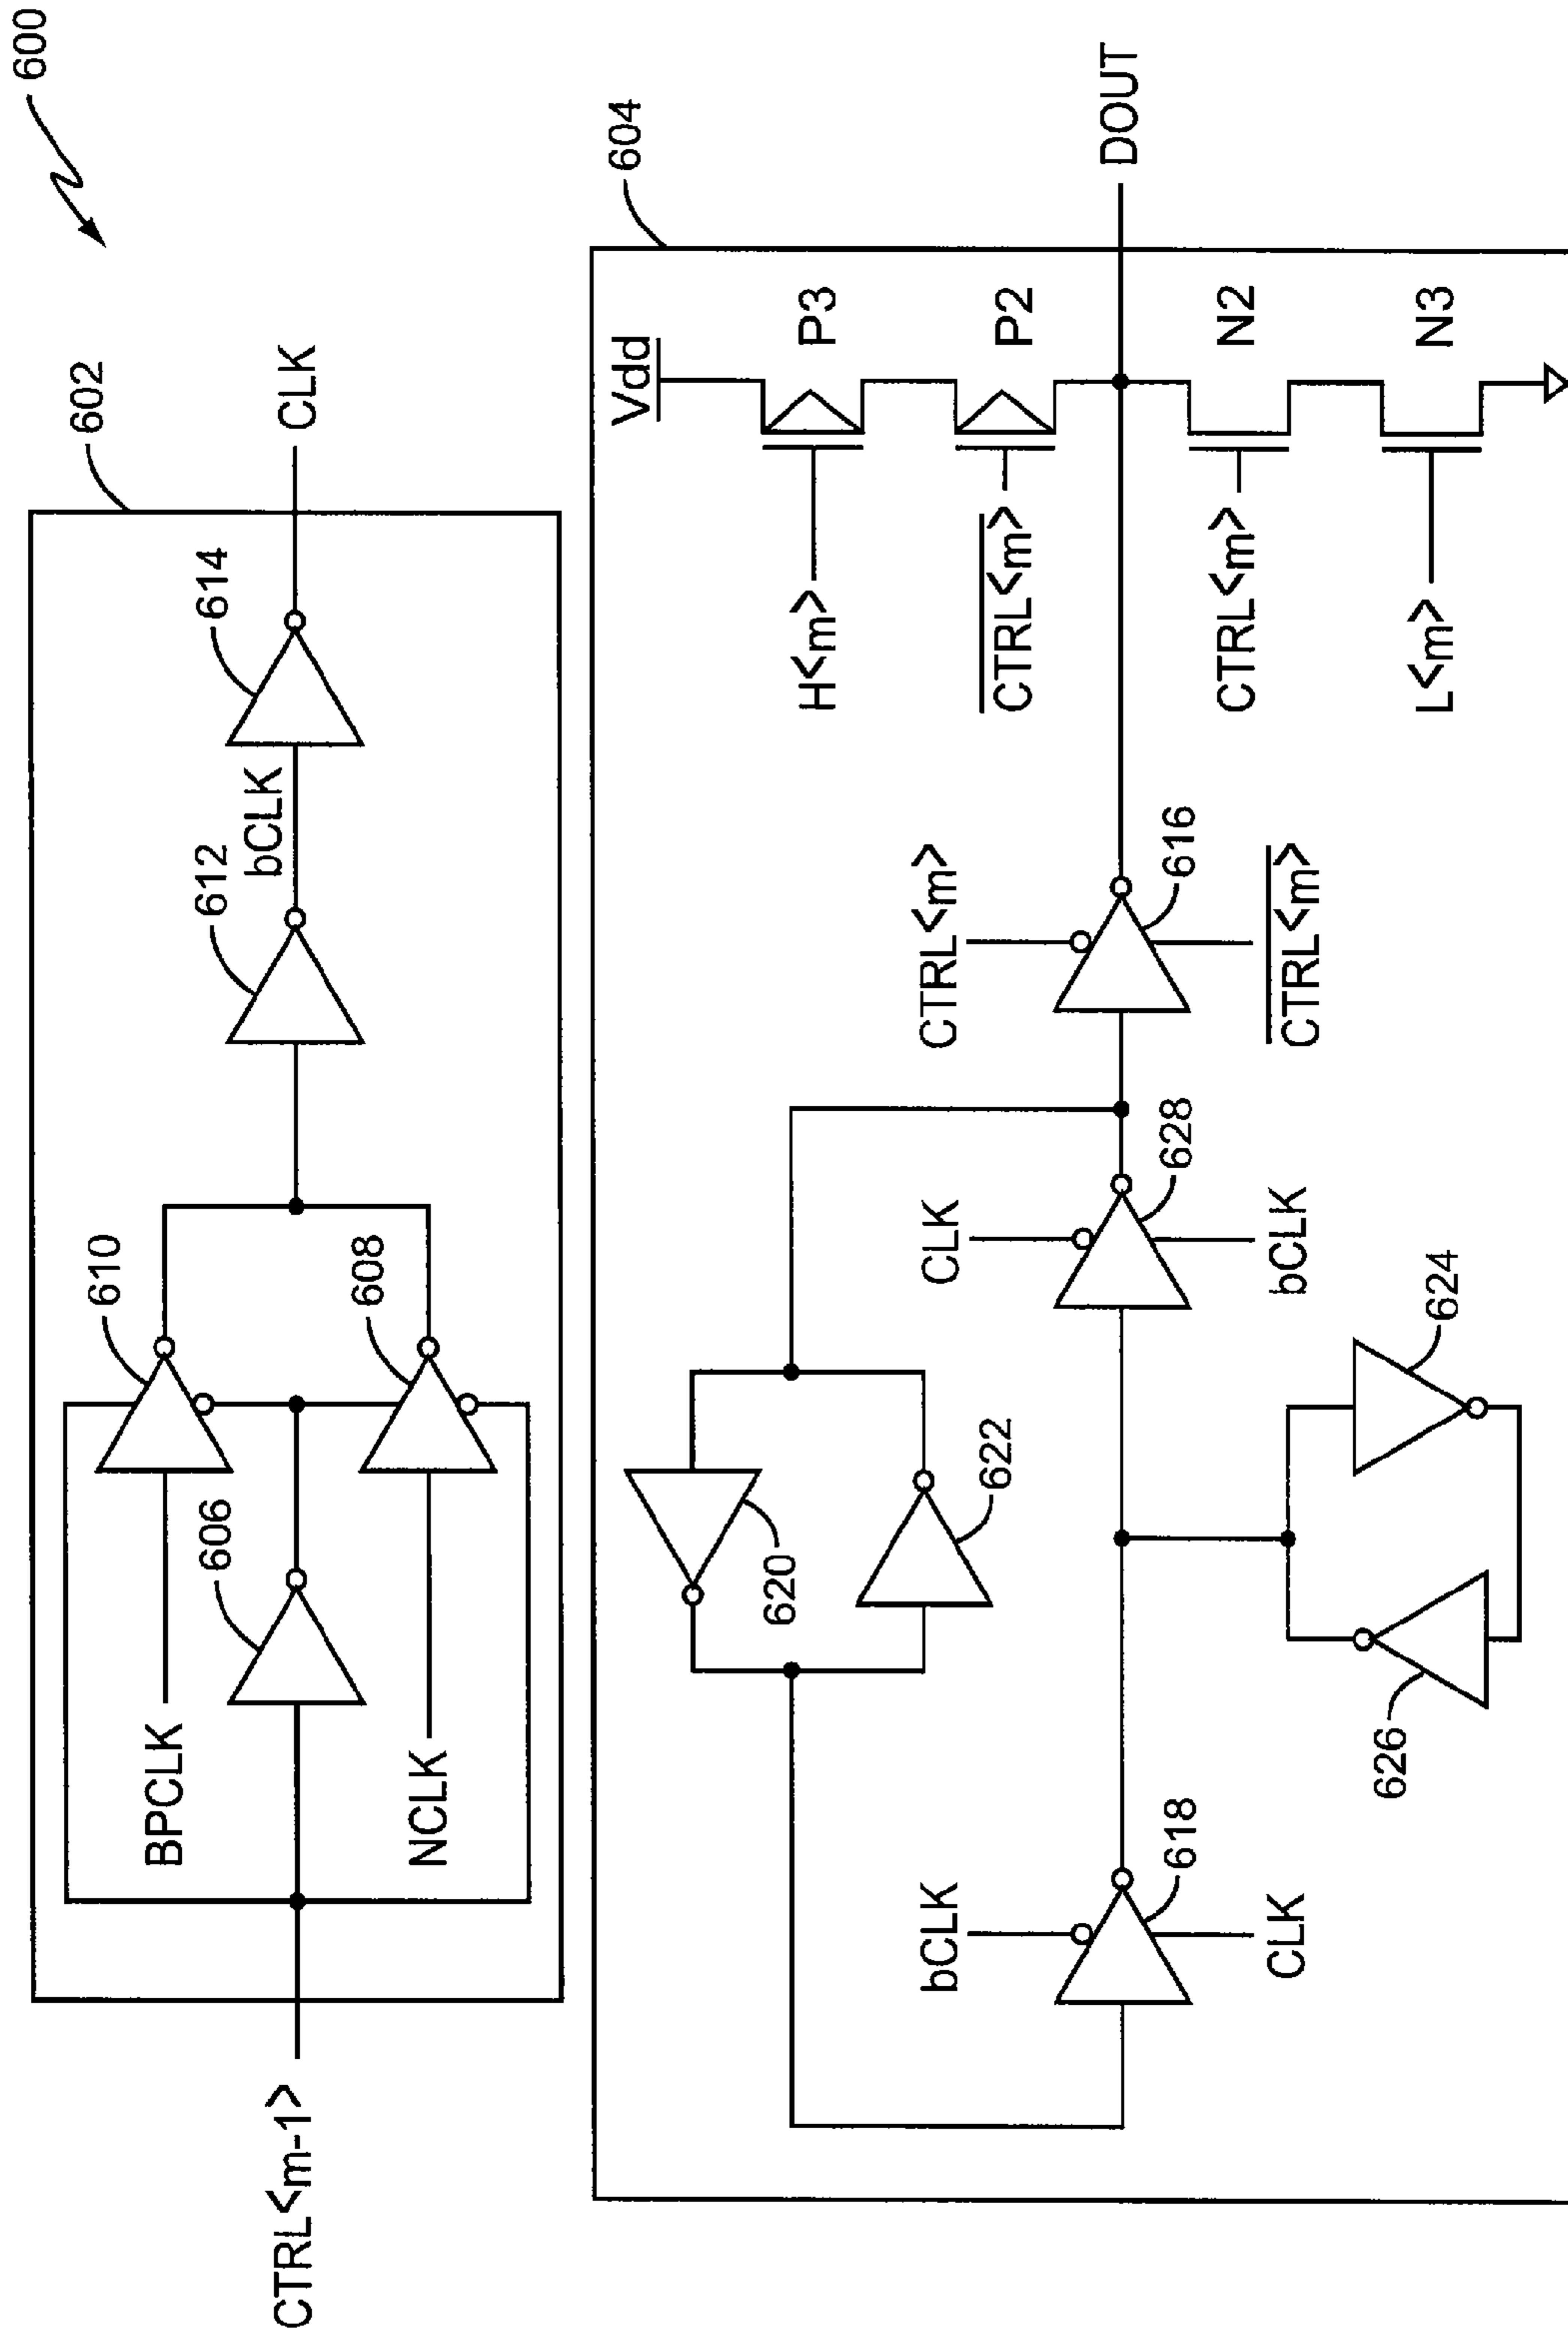 600
602
CTRL<m-1>
BPCLK
NCLK
606
610
608
612
bCLK
614
CLK
604
bCLK
618
CLK
620
622
626
624
CLK
628
bCLK
CTRL<m>
616
CTRL<m>
Vdd
H<m>
P3
CTRL<m>
P2
CTRL<m>
N2
L<m>
N3
DOUT